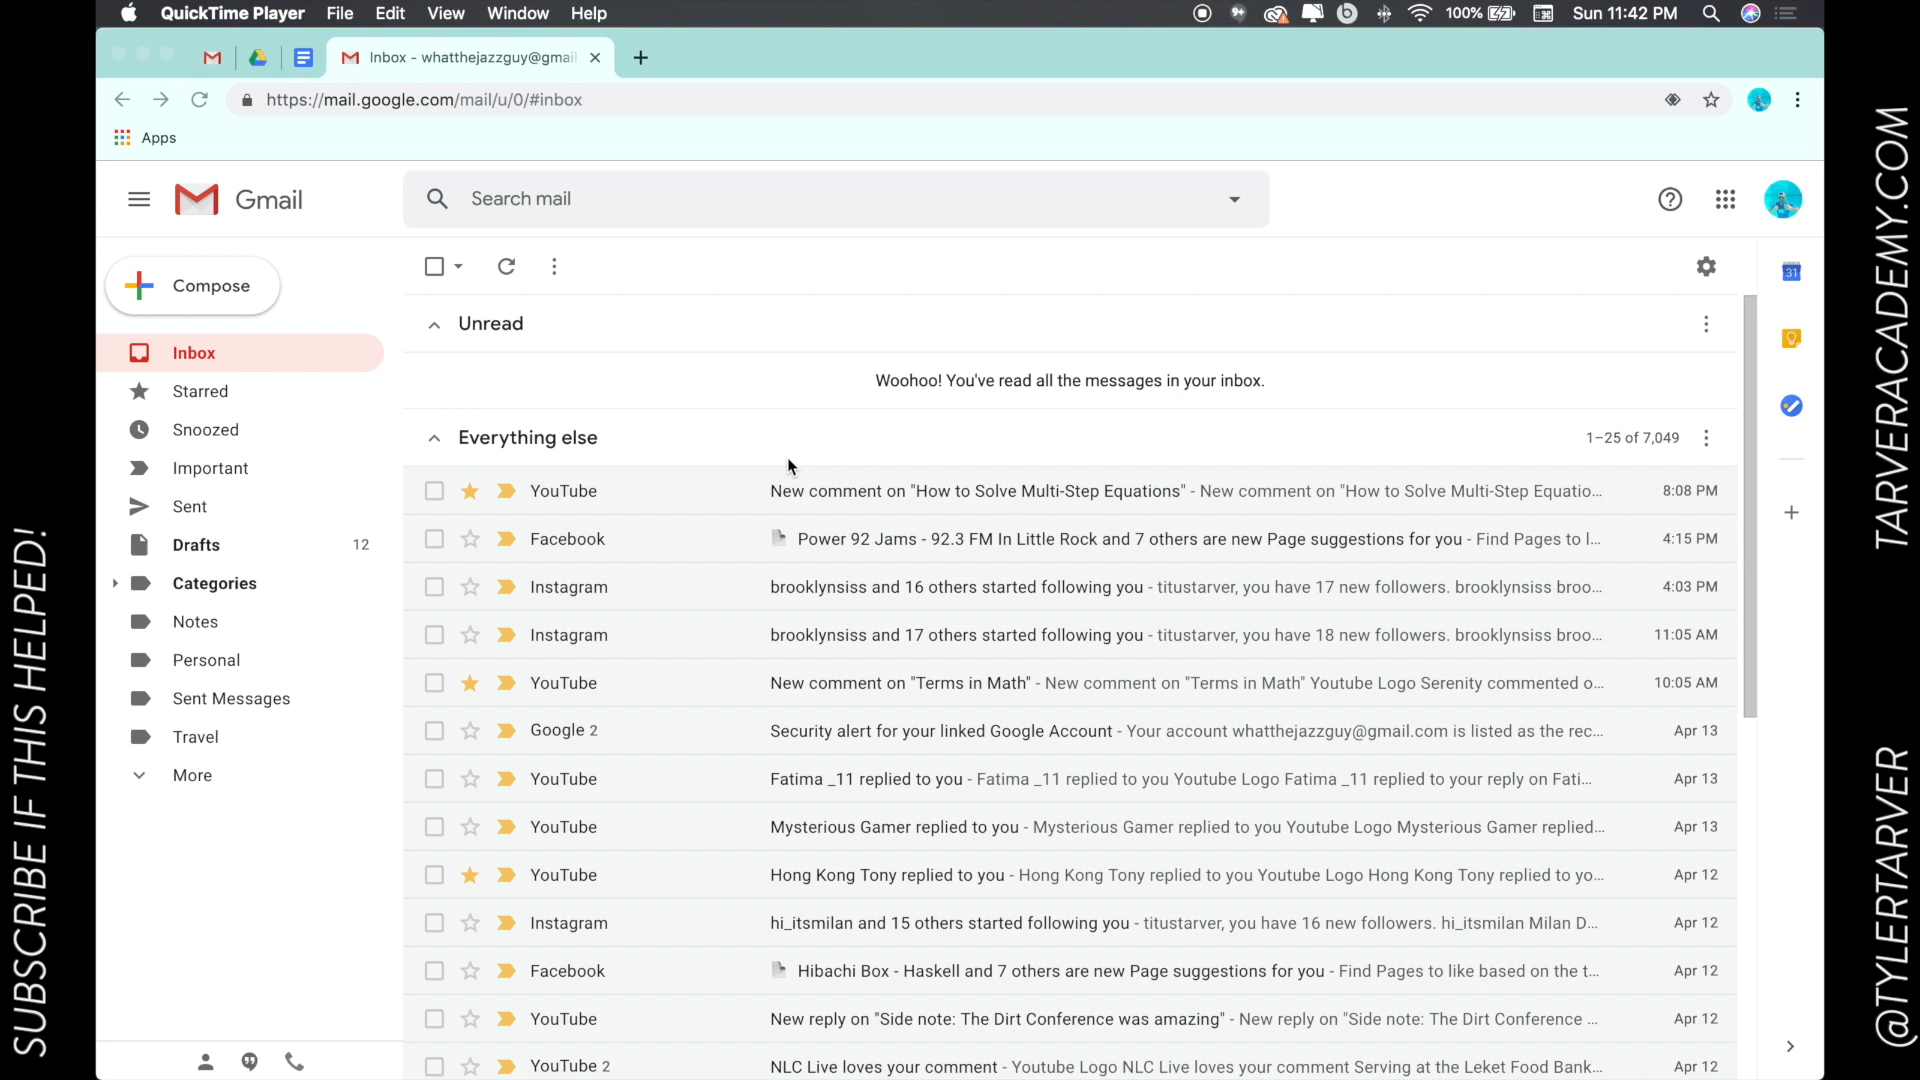 QuickTime Player File Edit View Window Help 100% Sun 11:42 PM
Inbox - whatthejazzguy@gmai
https://mail.google.com/mail/u/0/#inbox
Apps
Gmail
Search mail
Compose
Inbox
Starred
Snoozed
Important
Sent
Drafts 12
Categories
Notes
Personal
Sent Messages
Travel
More
Unread
Woohoo! You've read all the messages in your inbox.
Everything else 1–25 of 7,049
YouTube New comment on "How to Solve Multi-Step Equations" - New comment on "How to Solve Multi-Step Equatio... 8:08 PM
Facebook Power 92 Jams - 92.3 FM In Little Rock and 7 others are new Page suggestions for you - Find Pages to l... 4:15 PM
Instagram brooklynsiss and 16 others started following you - titustarver, you have 17 new followers. brooklynsiss broo... 4:03 PM
Instagram brooklynsiss and 17 others started following you - titustarver, you have 18 new followers. brooklynsiss broo... 11:05 AM
YouTube New comment on "Terms in Math" - New comment on "Terms in Math" Youtube Logo Serenity commented o... 10:05 AM
Google 2 Security alert for your linked Google Account - Your account whatthejazzguy@gmail.com is listed as the rec... Apr 13
YouTube Fatima _11 replied to you - Fatima _11 replied to you Youtube Logo Fatima _11 replied to your reply on Fati... Apr 13
YouTube Mysterious Gamer replied to you - Mysterious Gamer replied to you Youtube Logo Mysterious Gamer replied... Apr 13
YouTube Hong Kong Tony replied to you - Hong Kong Tony replied to you Youtube Logo Hong Kong Tony replied to yo... Apr 12
Instagram hi_itsmilan and 15 others started following you - titustarver, you have 16 new followers. hi_itsmilan Milan D... Apr 12
Facebook Hibachi Box - Haskell and 7 others are new Page suggestions for you - Find Pages to like based on the t... Apr 12
YouTube New reply on "Side note: The Dirt Conference was amazing" - New reply on "Side note: The Dirt Conference ... Apr 12
YouTube 2 NLC Live loves your comment - Youtube Logo NLC Live loves your comment Serving at the Leket Food Bank... Apr 12
31
SUBSCRIBE IF THIS HELPED!
TARVERACADEMY.COM
@TYLERTARVER